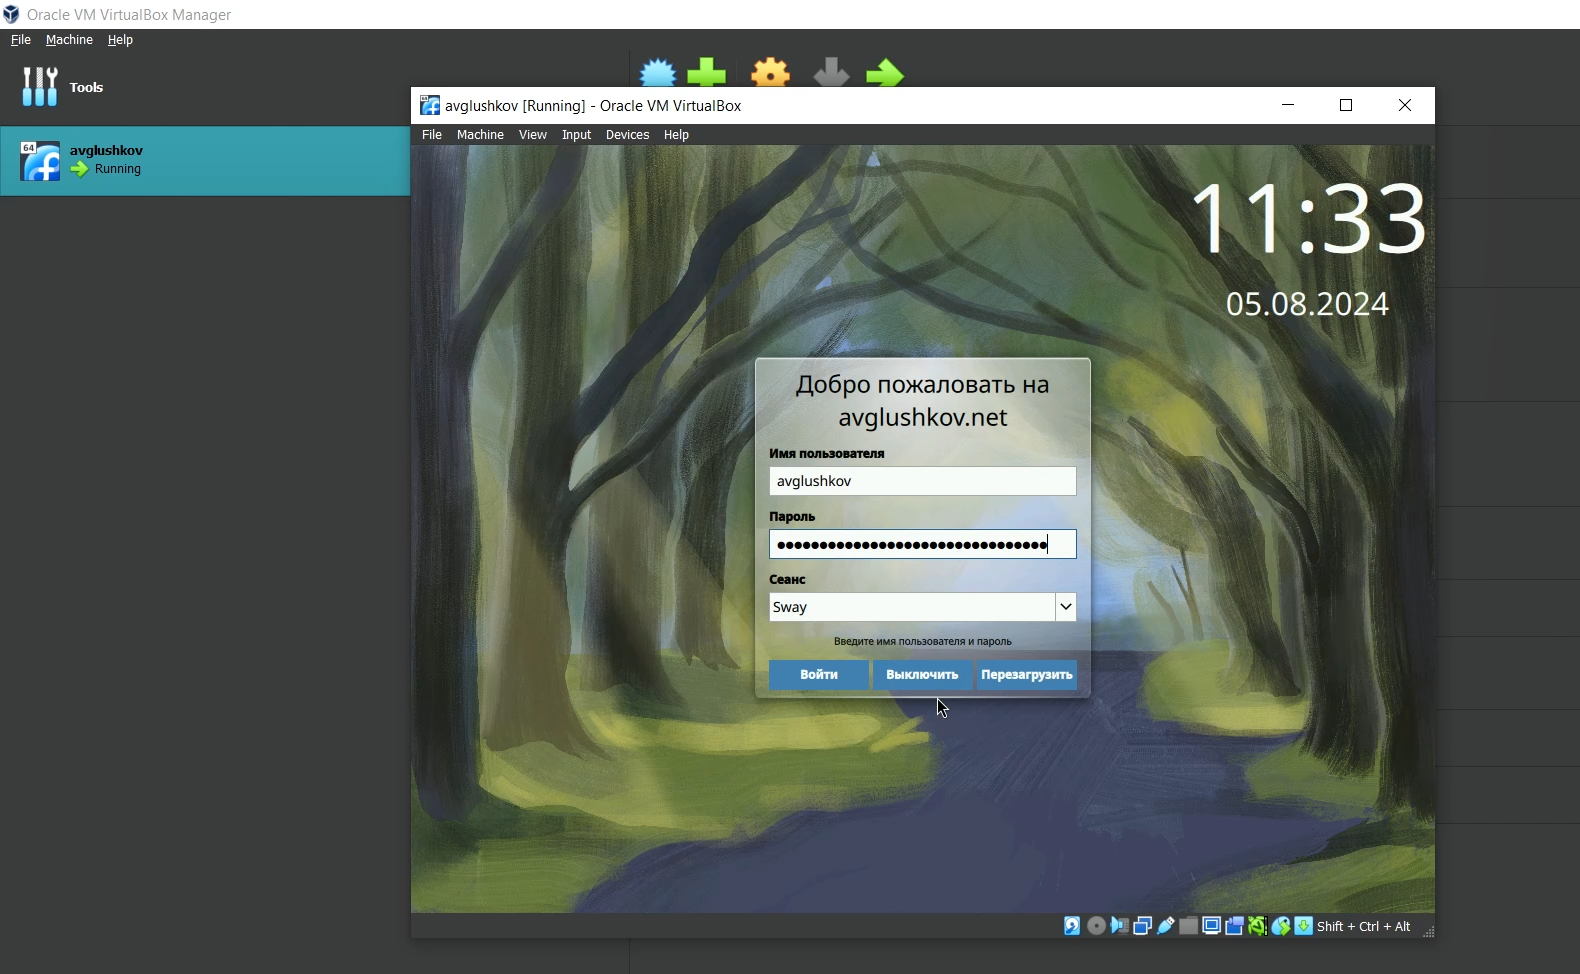 Oracle VM VirtualBox Manager
File Machine Help
Tools
64
avglushkov
Running
avglushkov [Running] - Oracle VM VirtualBox
File Machine View Input Devices Help
11:33
05.08.2024
Добро пожаловать на
avglushkov.net
Имя пользователя
avglushkov
Пароль
Сеанс
Sway
Введите имя пользователя и пароль
Войти Выключить Перезагрузить
Shift + Ctrl + Alt